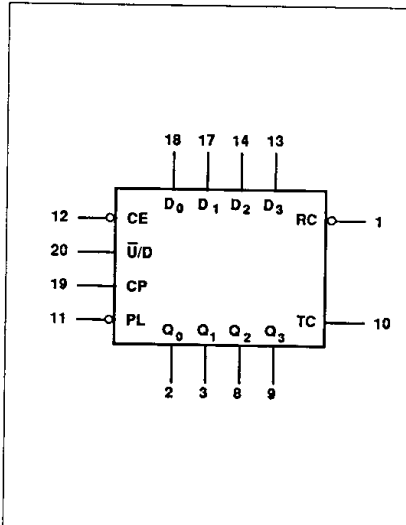 18 17 14 13
D0 D1 D2 D3
12 CE RC 1
20 U̅/D
19 CP
11 PL TC 10
Q0 Q1 Q2 Q3
2 3 8 9